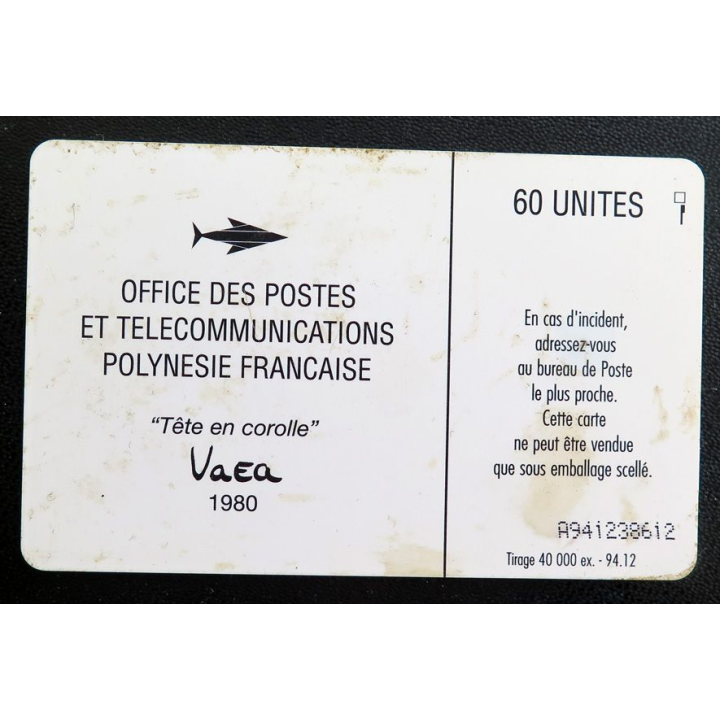 OFFICE DES POSTES
ET TELECOMMUNICATIONS
POLYNESIE FRANCAISE
"Tête en corolle"
Vaea
1980
60 UNITES
En cas d'incident,
adressez-vous
au bureau de Poste
le plus proche.
Cette carte
ne peut être vendue
que sous emballage scellé.
A941238612
Tirage 40 000 ex. - 94.12